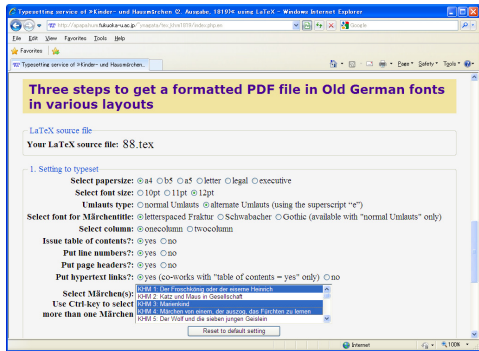 Typesetting service of >Kinder- und Hausmärchen (2. Ausgabe, 1819)< using LaTeX - Windows Internet Explorer
Google
File Edit View Favorites Tools Help
Favorites
Typesetting service of >Kinder- und Hausmärchen...
Page Safety Tools
Three steps to get a formatted PDF file in Old German fonts
in various layouts
LaTeX source file
Your LaTeX source file: 88.tex
1. Setting to typeset
Select papersize: a4 b5 a5 letter legal executive
Select font size: 10pt 11pt 12pt
Umlauts type: normal Umlauts alternate Umlauts (using the superscript "e")
Select font for Märchentitle: letterspaced Fraktur Schwabacher Gothic (available with "normal Umlauts" only)
Select column: onecolumn twocolumn
Issue table of contents?: yes no
Put line numbers?: yes no
Put page headers?: yes no
Put hypertext links?: yes (co-works with "table of contents = yes" only) no
Select Märchen(s):
Use Ctrl-key to select
more than one Märchen
KHM 1: Der Froschkönig oder der eiserne Heinrich
KHM 2: Katz und Maus in Gesellschaft
KHM 3: Marienkind
KHM 4: Märchen von einem, der auszog, das Fürchten zu lernen
KHM 5: Der Wolf und die sieben jungen Geislein
Reset to default setting
Internet
100%